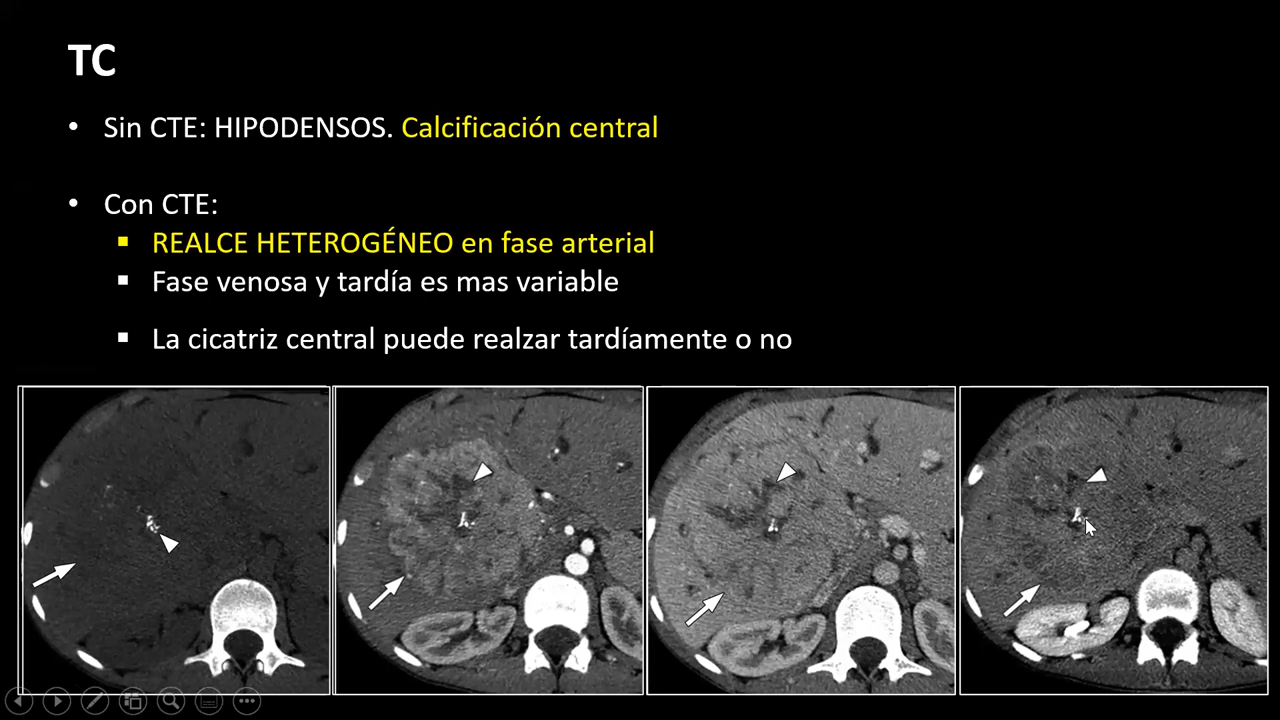 TC
• Sin CTE: HIPODENSOS. Calcificación central
• Con CTE:
▪ REALCE HETEROGÉNEO en fase arterial
▪ Fase venosa y tardía es mas variable
▪ La cicatriz central puede realzar tardíamente o no